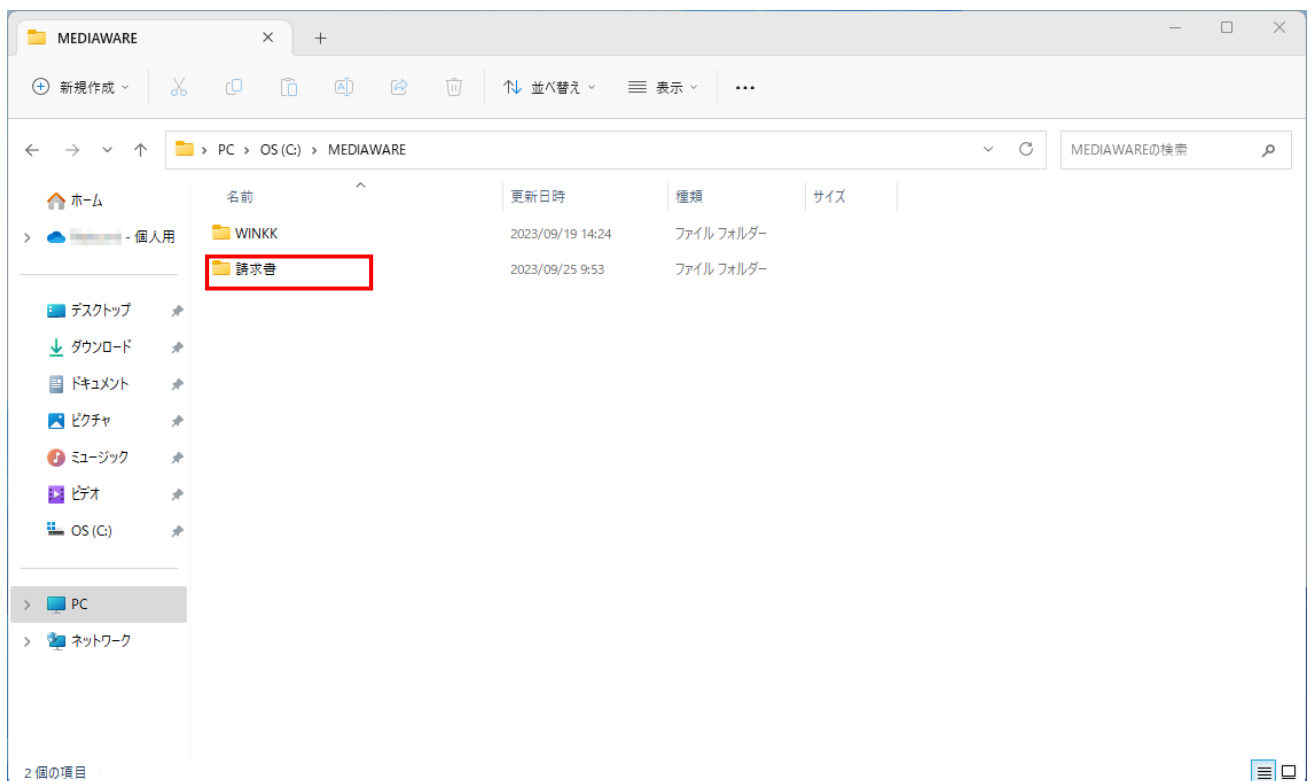 MEDIAWARE
新規作成
並べ替え
表示
PC > OS (C:) > MEDIAWARE
MEDIAWAREの検索
ホーム
- 個人用
デスクトップ
ダウンロード
ドキュメント
ピクチャ
ミュージック
ビデオ
OS (C:)
PC
ネットワーク
名前 更新日時 種類 サイズ
WINKK 2023/09/19 14:24 ファイル フォルダー
請求書 2023/09/25 9:53 ファイル フォルダー
2 個の項目